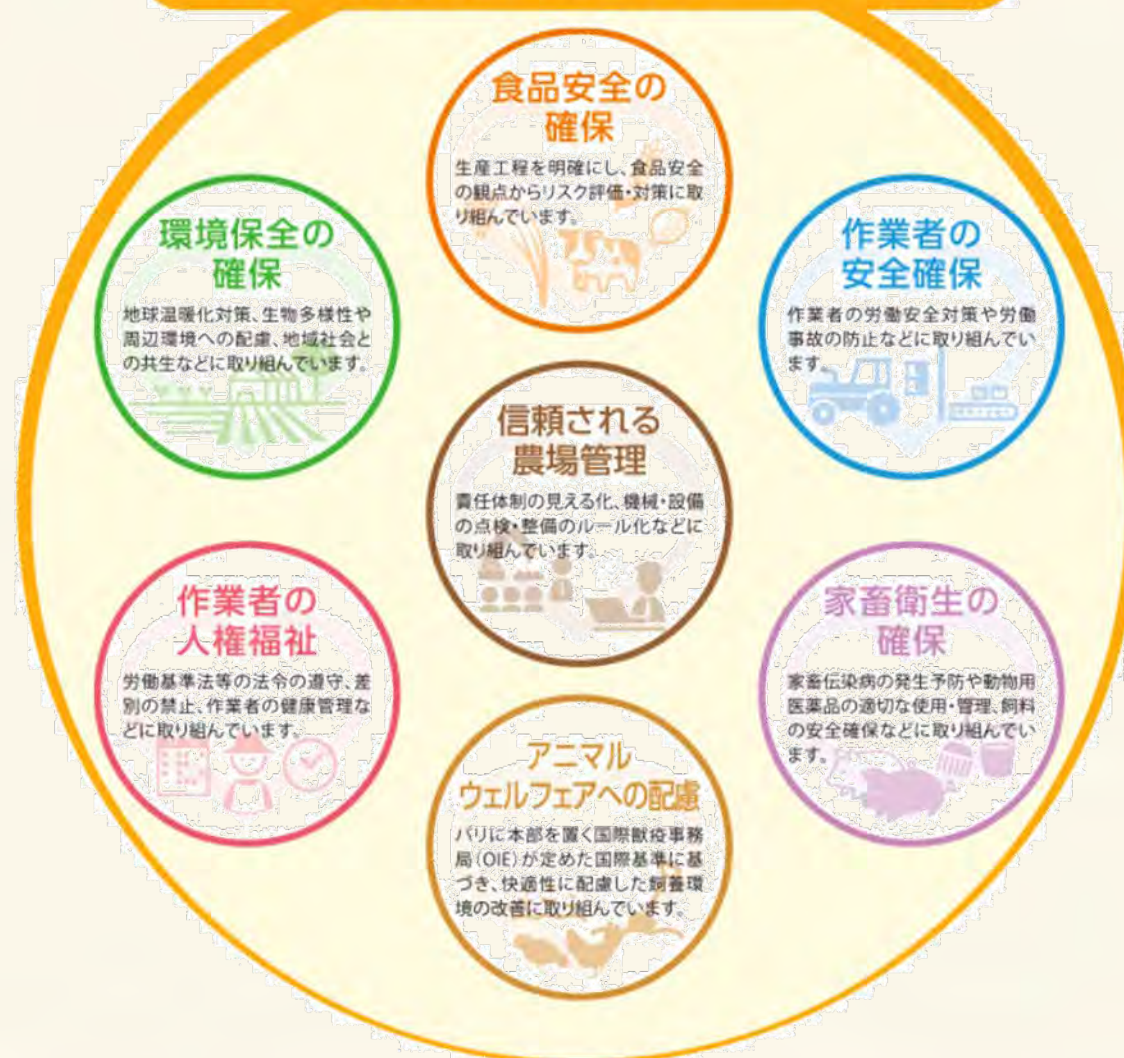 食品安全の
確保
生産工程を明確にし、食品安全
の観点からリスク評価・対策に取
り組んでいます。
環境保全の
確保
地球温暖化対策、生物多様性や
周辺環境への配慮、地域社会と
の共生などに取り組んでいます。
作業者の
安全確保
作業者の労働安全対策や労働
事故の防止などに取り組んでい
ます。
信頼される
農場管理
責任体制の見える化、機械・設備
の点検・整備のルール化などに
取り組んでいます。
作業者の
人権福祉
労働基準法等の法令の遵守、差
別の禁止、作業者の健康管理な
どに取り組んでいます。
家畜衛生の
確保
家畜伝染病の発生予防や動物用
医薬品の適切な使用・管理、飼料
の安全確保などに取り組んでい
ます。
アニマル
ウェルフェアへの配慮
パリに本部を置く国際獣疫事務
局(OIE)が定めた国際基準に基
づき、快適性に配慮した飼養環
境の改善に取り組んでいます。